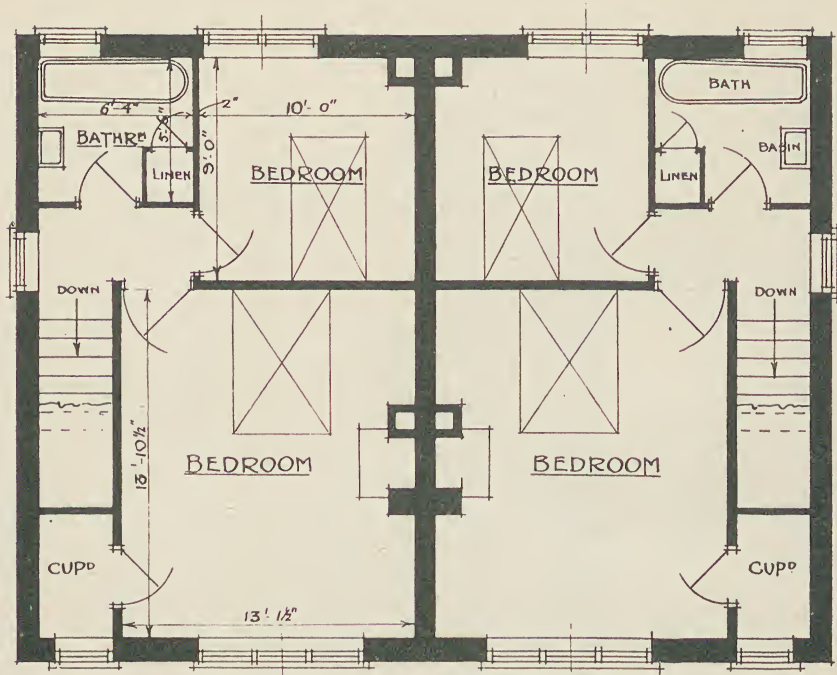 BATH
6'-4"
5'-6"
2"
10'-0"
BATHRM
LINEN
9'-0"
BEDROOM
BEDROOM
LINEN
BASIN
DOWN
DOWN
13'-10½"
BEDROOM
BEDROOM
CUPD
CUPD
13'-1½"